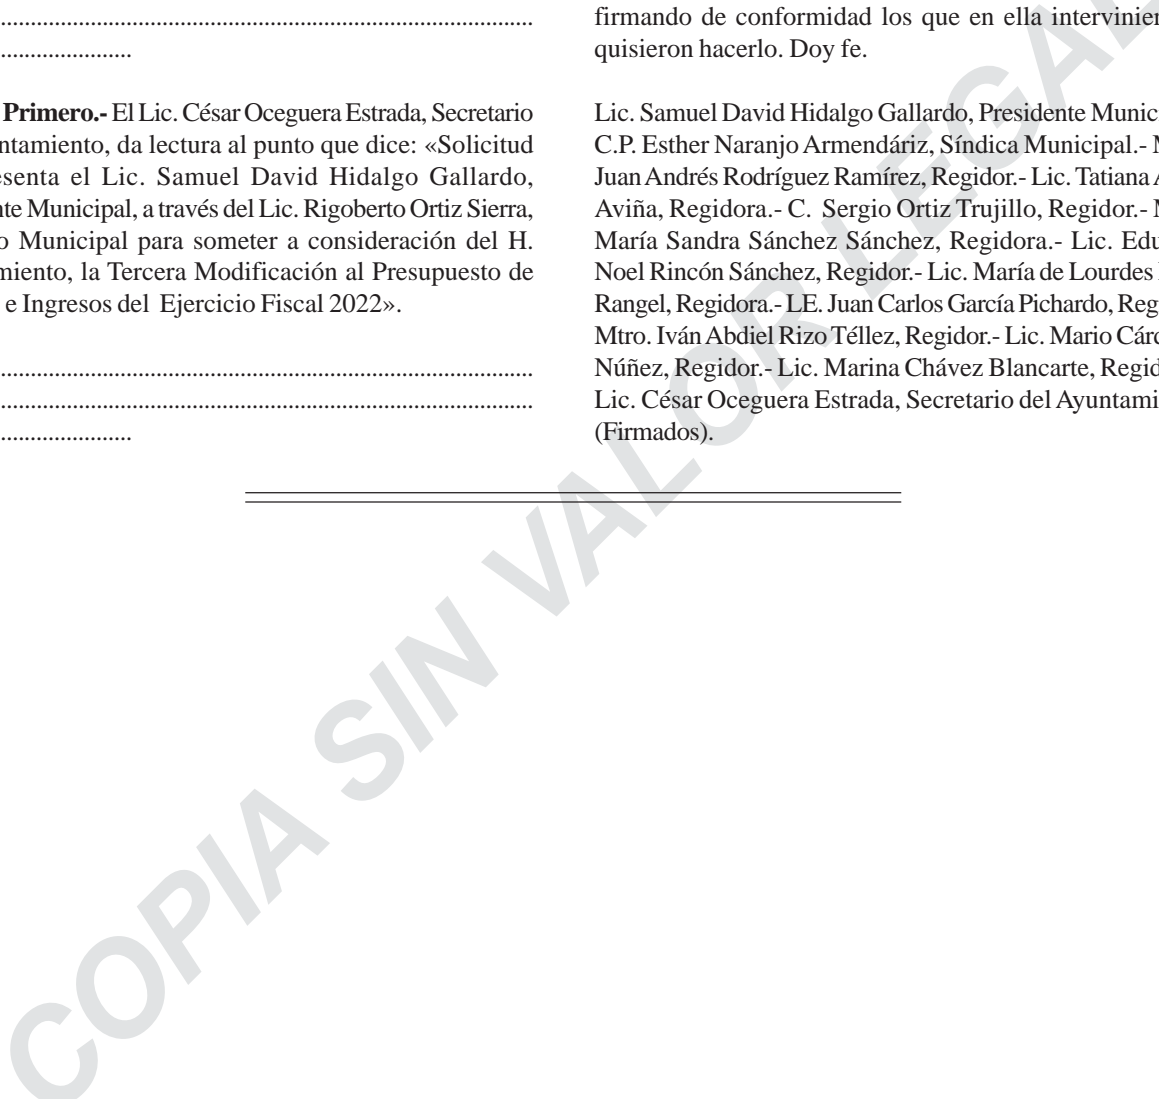 ................................................................................................
........................
Primero.- El Lic. César Oceguera Estrada, Secretario
ntamiento, da lectura al punto que dice: «Solicitud
esenta el Lic. Samuel David Hidalgo Gallardo,
nte Municipal, a través del Lic. Rigoberto Ortiz Sierra,
o Municipal para someter a consideración del H.
miento, la Tercera Modificación al Presupuesto de
e Ingresos del Ejercicio Fiscal 2022».
................................................................................................
................................................................................................
........................
firmando de conformidad los que en ella intervinier
quisieron hacerlo. Doy fe.
Lic. Samuel David Hidalgo Gallardo, Presidente Munic
C.P. Esther Naranjo Armendáriz, Síndica Municipal.- M
Juan Andrés Rodríguez Ramírez, Regidor.- Lic. Tatiana A
Aviña, Regidora.- C. Sergio Ortiz Trujillo, Regidor.- M
María Sandra Sánchez Sánchez, Regidora.- Lic. Edu
Noel Rincón Sánchez, Regidor.- Lic. María de Lourdes
Rangel, Regidora.- LE. Juan Carlos García Pichardo, Reg
Mtro. Iván Abdiel Rizo Téllez, Regidor.- Lic. Mario Cárd
Núñez, Regidor.- Lic. Marina Chávez Blancarte, Regid
Lic. César Oceguera Estrada, Secretario del Ayuntami
(Firmados).
COPIA SIN VALOR LEGAL